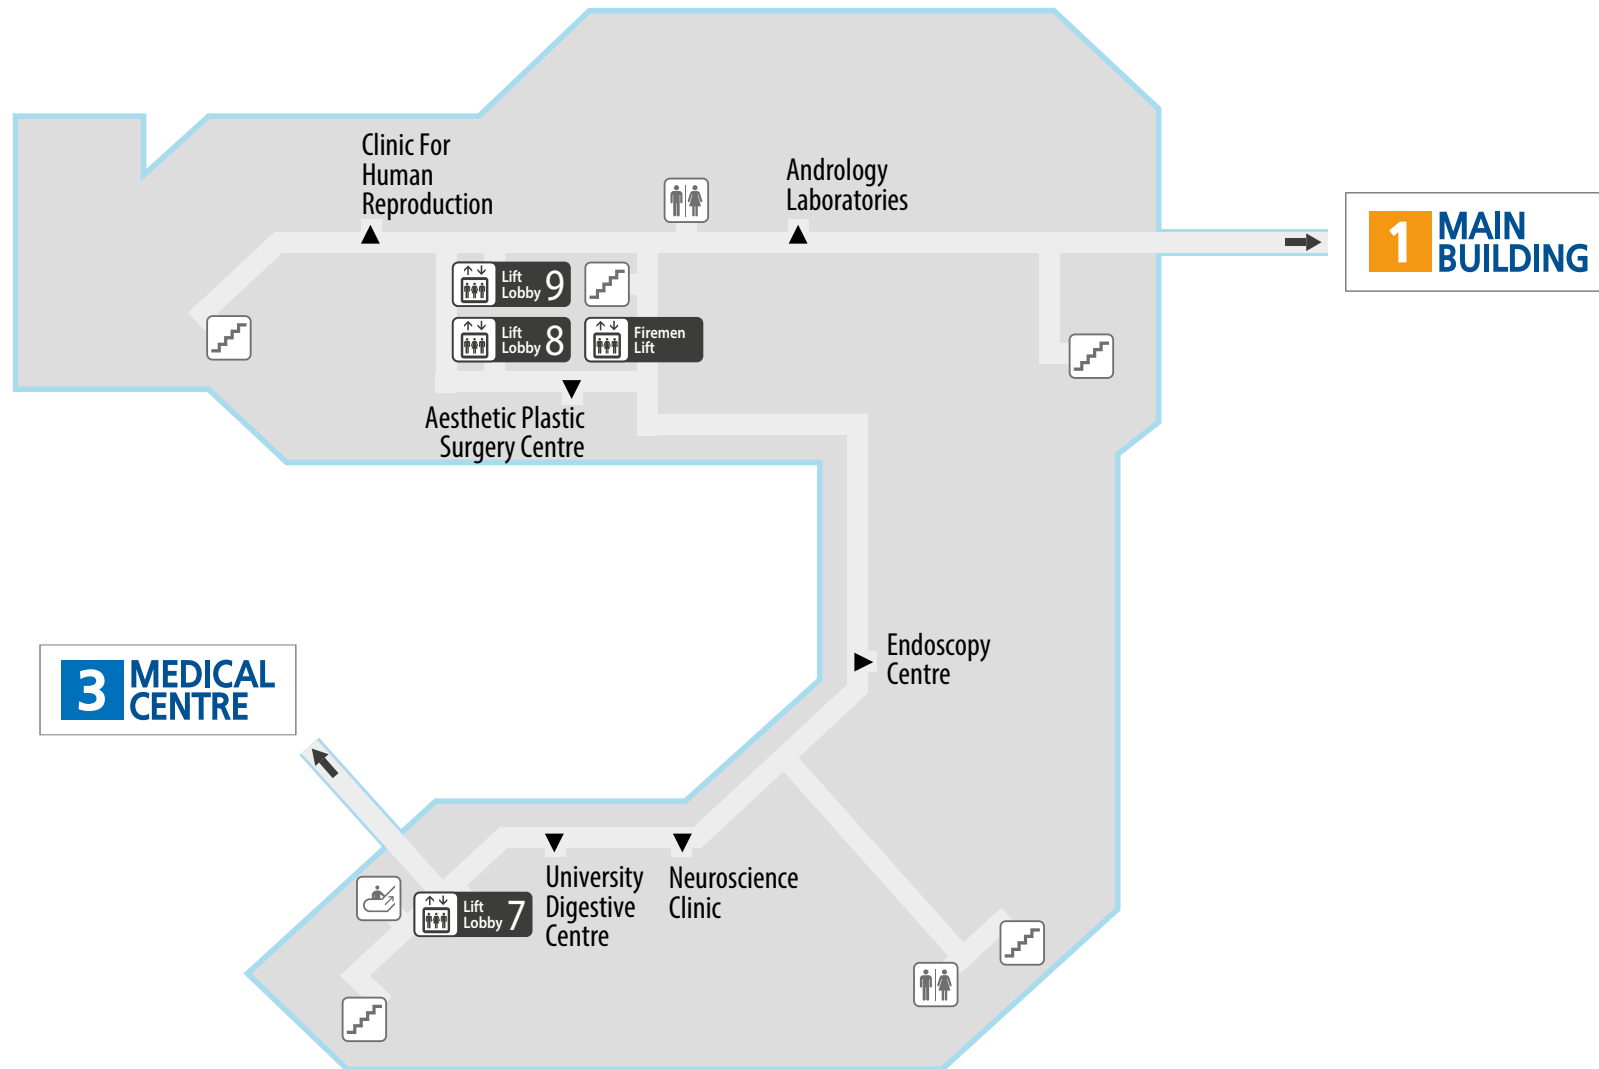 Clinic For
Human
Reproduction
Andrology
Laboratories
1 MAIN
BUILDING
Lift
Lobby 9
Lift
Lobby 8
Firemen
Lift
Aesthetic Plastic
Surgery Centre
Endoscopy
Centre
3 MEDICAL
CENTRE
University
Digestive
Centre
Neuroscience
Clinic
Lift
Lobby 7